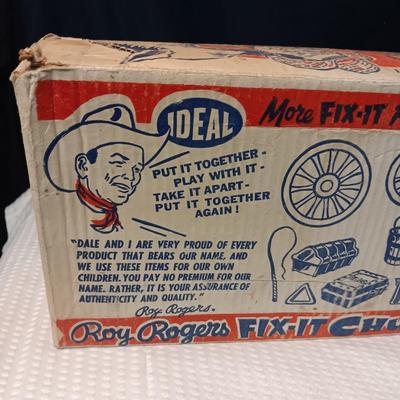 IDEAL
More FIX-IT
PUT IT TOGETHER-
PLAY WITH IT-
TAKE IT APART-
PUT IT TOGETHER
AGAIN!
"DALE AND I ARE VERY PROUD OF EVERY
PRODUCT THAT BEARS OUR NAME, AND
WE USE THESE ITEMS FOR OUR OWN
CHILDREN. YOU PAY NO PREMIUM FOR OUR
NAME. RATHER, IT IS YOUR ASSURANCE OF
AUTHENTICITY AND QUALITY."
Roy Rogers.
Roy Rogers FIX-IT CHU